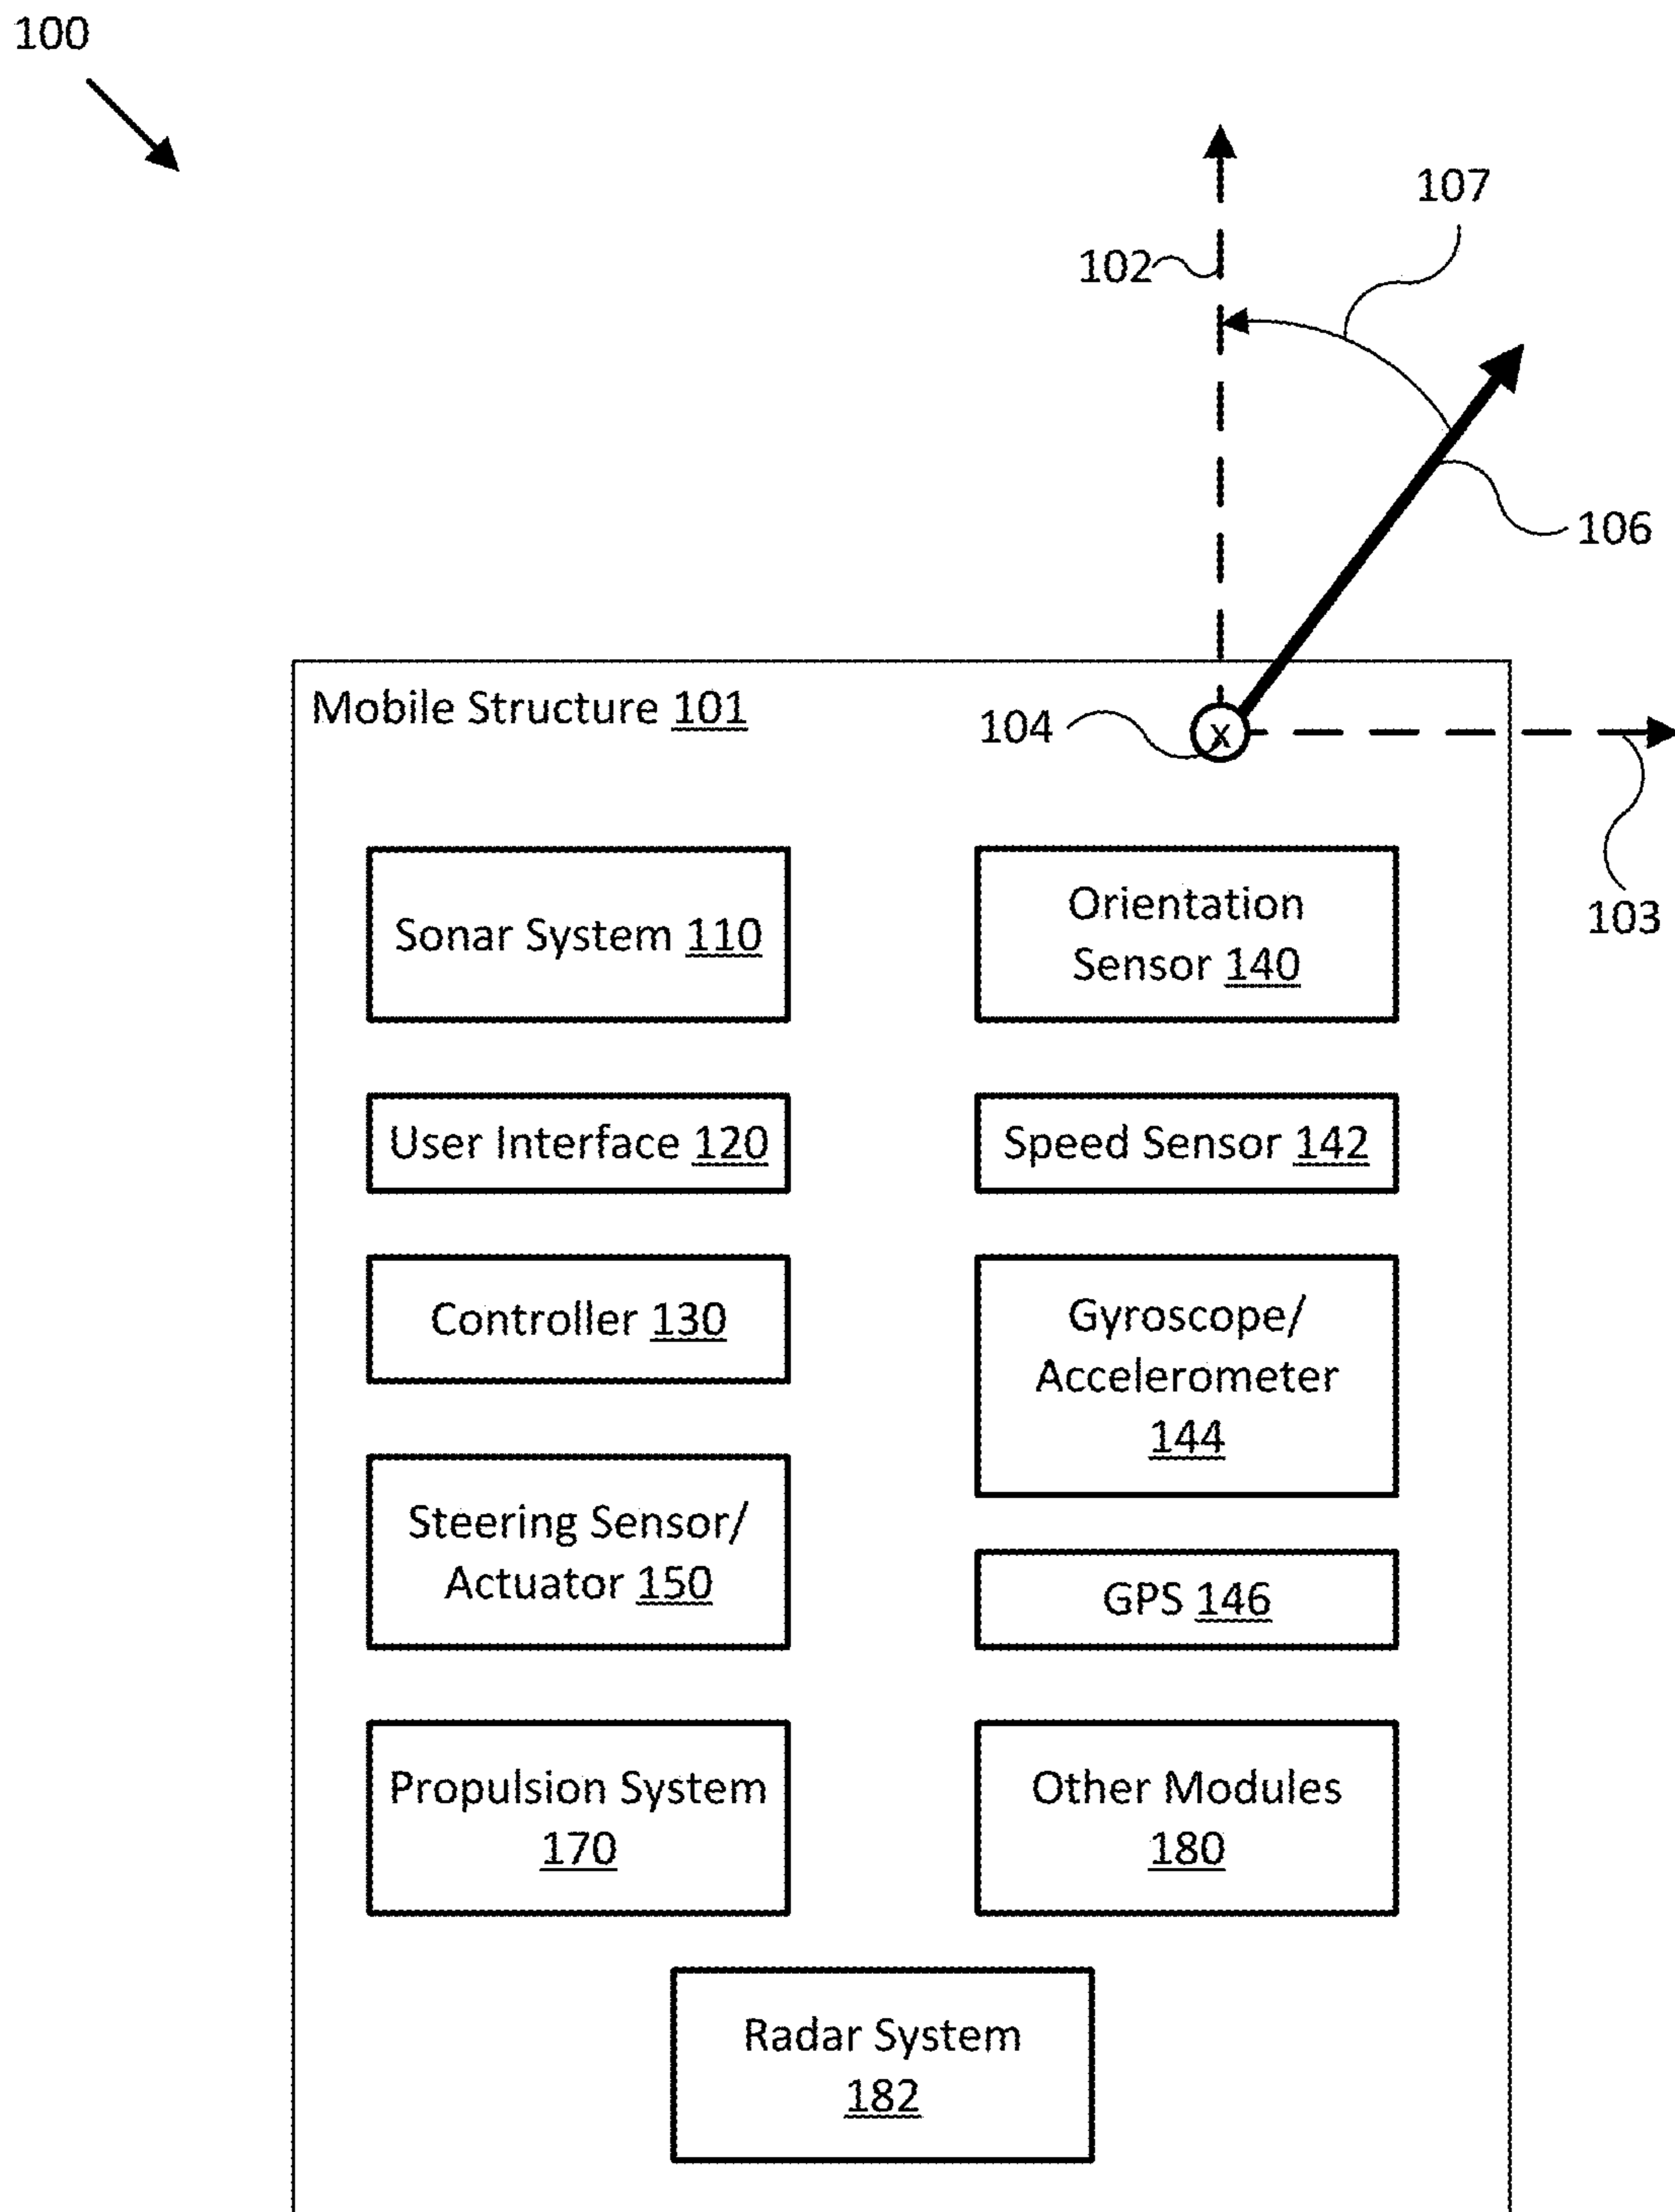 100
107
102
106
Mobile Structure 101
104
X
103
Sonar System 110
Orientation
Sensor 140
User Interface 120
Speed Sensor 142
Controller 130
Gyroscope/
Accelerometer
144
Steering Sensor/
Actuator 150
GPS 146
Propulsion System
170
Other Modules
180
Radar System
182